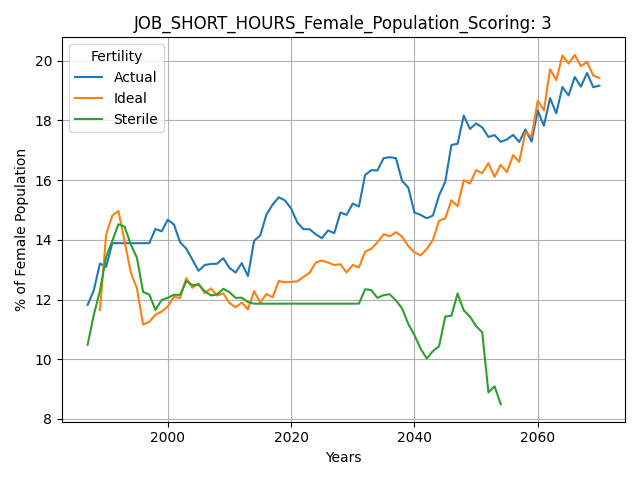 JOB_SHORT_HOURS_Female_Population_Scoring: 3
Fertility
Actual
Ideal
Sterile
% of Female Population
20
18
16
14
12
10
8
2000 2020 2040 2060
Years